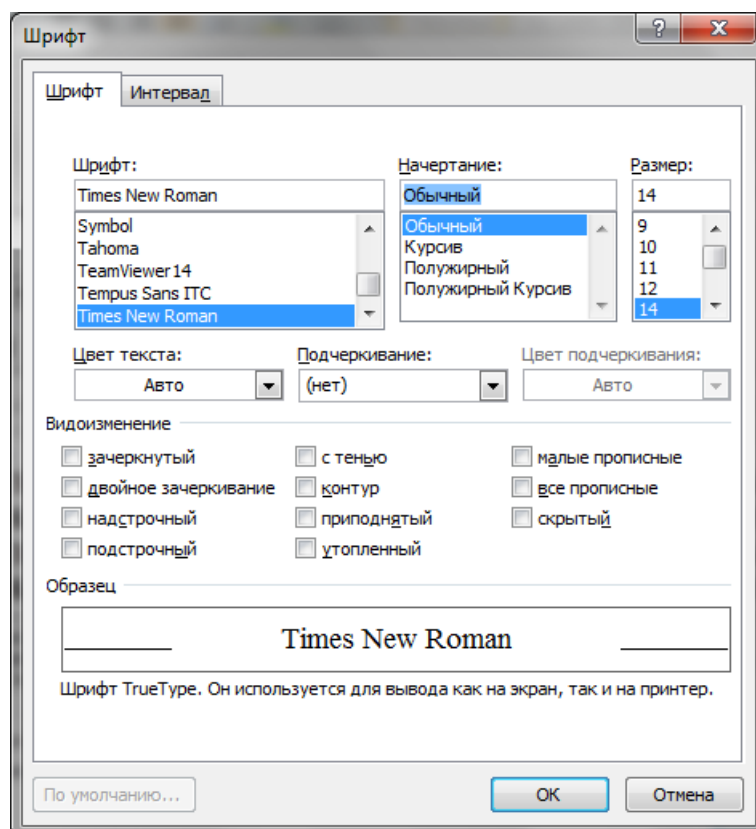 Шрифт
Шрифт Интервал
Шрифт: Начертание: Размер:
Times New Roman Обычный 14
Symbol Обычный 9
Tahoma Курсив 10
TeamViewer 14 Полужирный 11
Tempus Sans ITC Полужирный Курсив 12
Times New Roman 14
Цвет текста: Подчеркивание: Цвет подчеркивания:
Авто (нет) Авто
Видоизменение
зачеркнутый с тенью малые прописные
двойное зачеркивание контур все прописные
надстрочный приподнятый скрытый
подстрочный утопленный
Образец
Times New Roman
Шрифт TrueType. Он используется для вывода как на экран, так и на принтер.
По умолчанию... ОК Отмена